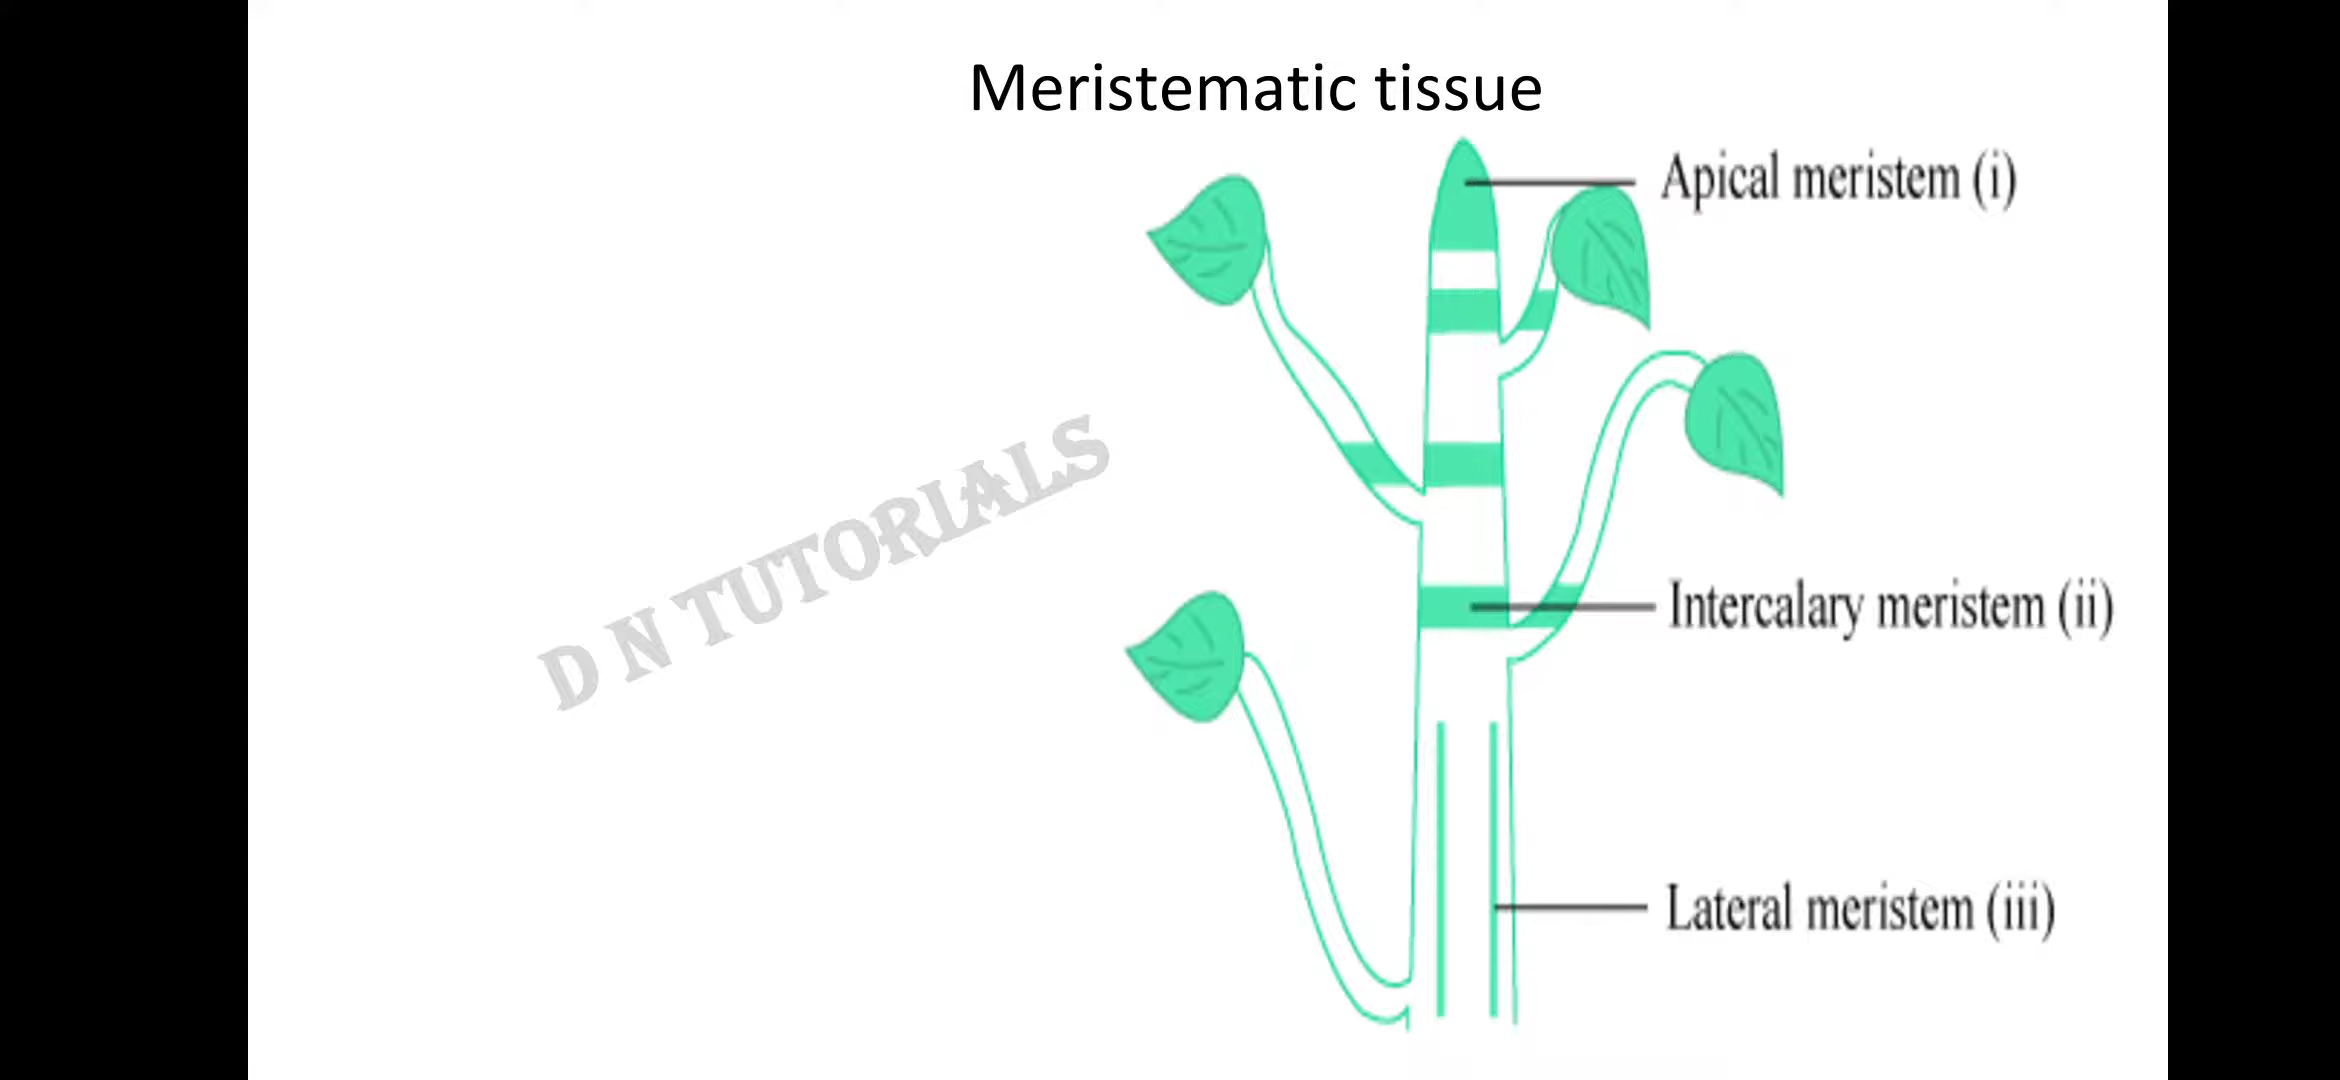 Meristematic tissue
Apical meristem (i)
D N TUTORIALS
Intercalary meristem (ii)
Lateral meristem (iii)